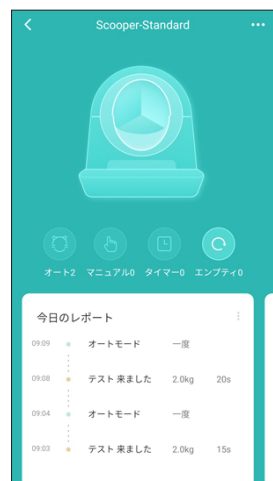 Scooper-Standard
オート2 マニュアル0 タイマー0 エンプティ0
今日のレポート
09:09 オートモード 一度
09:08 テスト 来ました 2.0kg 20s
09:04 オートモード 一度
09:03 テスト 来ました 2.0kg 15s